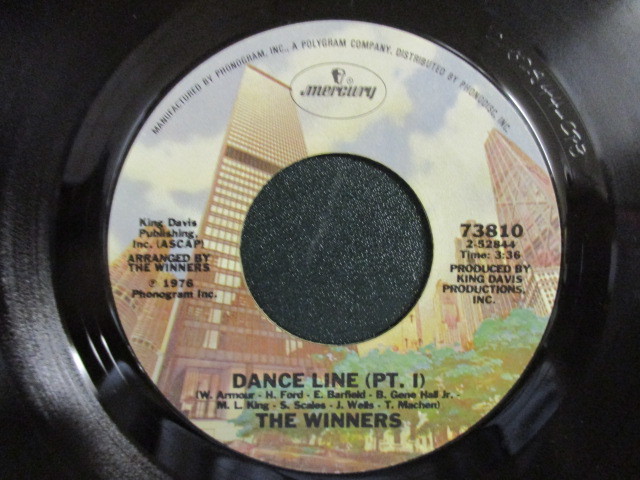 MANUFACTURED BY PHONOGRAM, INC., A POLYGRAM COMPANY. DISTRIBUTED BY PHONODISC, INC.
mercury
®
King Davis
Publishing,
Inc. (ASCAP)
ARRANGED BY
THE WINNERS
℗ 1976
Phonogram Inc.
73810
2-52844
Time: 3:36
PRODUCED BY
KING DAVIS
PRODUCTIONS,
INC.
DANCE LINE (PT. I)
(W. Armour - H. Ford - E. Barfield - B. Gene Hall Jr. -
M. L. King - S. Scales - J. Wells - T. Machen)
THE WINNERS